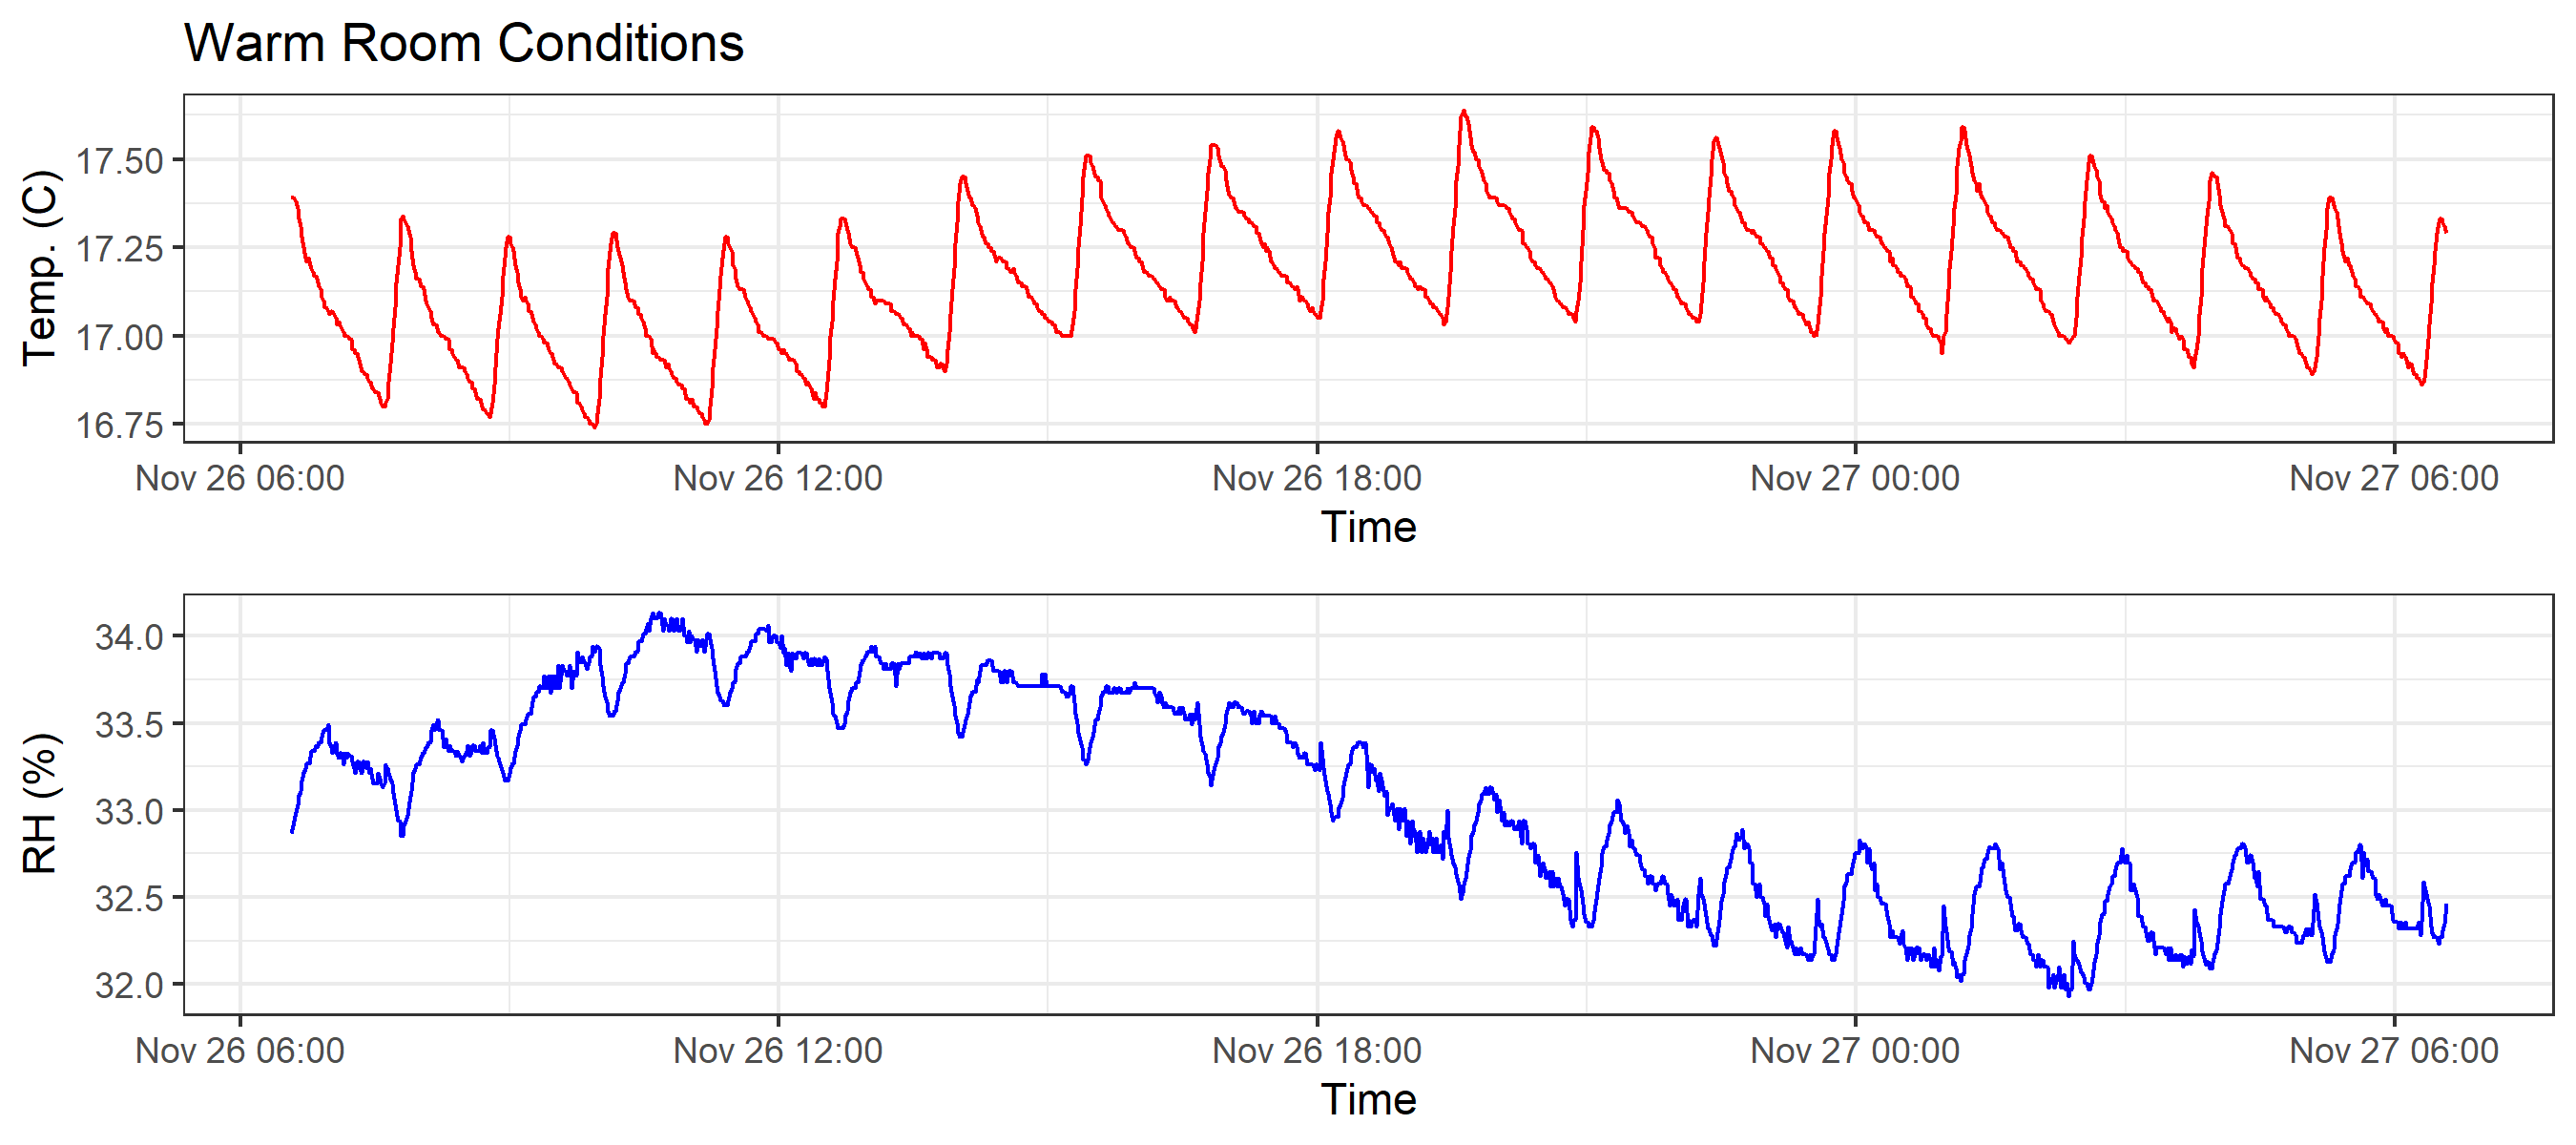 Warm Room Conditions
Temp. (C)
17.50
17.25
17.00
16.75
Nov 26 06:00 Nov 26 12:00 Nov 26 18:00 Nov 27 00:00 Nov 27 06:00
Time
RH (%)
34.0
33.5
33.0
32.5
32.0
Nov 26 06:00 Nov 26 12:00 Nov 26 18:00 Nov 27 00:00 Nov 27 06:00
Time